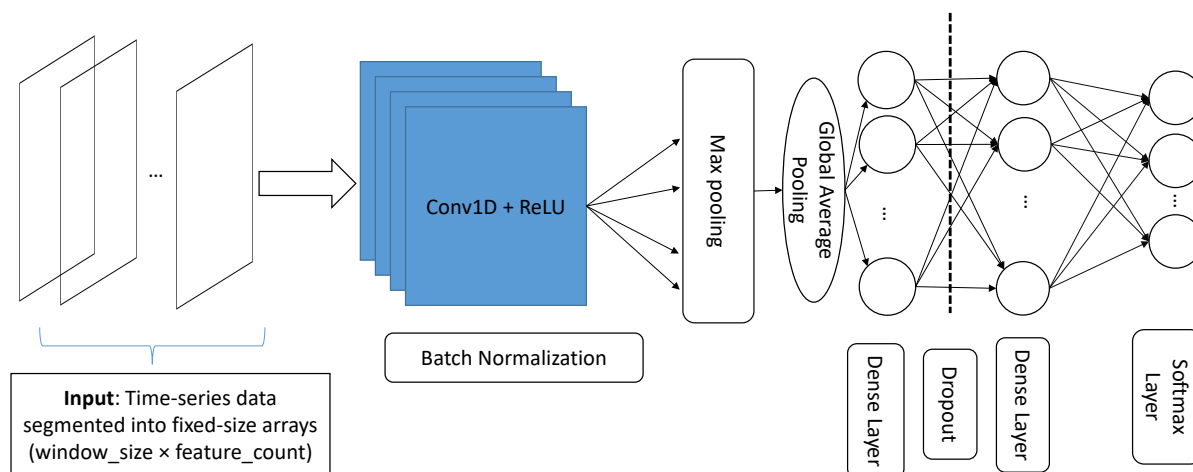 ...
Conv1D + ReLU
Max pooling
Global Average
Pooling
...
...
...
Batch Normalization
Input: Time-series data
segmented into fixed-size arrays
(window_size × feature_count)
Dense Layer
Dropout
Dense Layer
Softmax
Layer